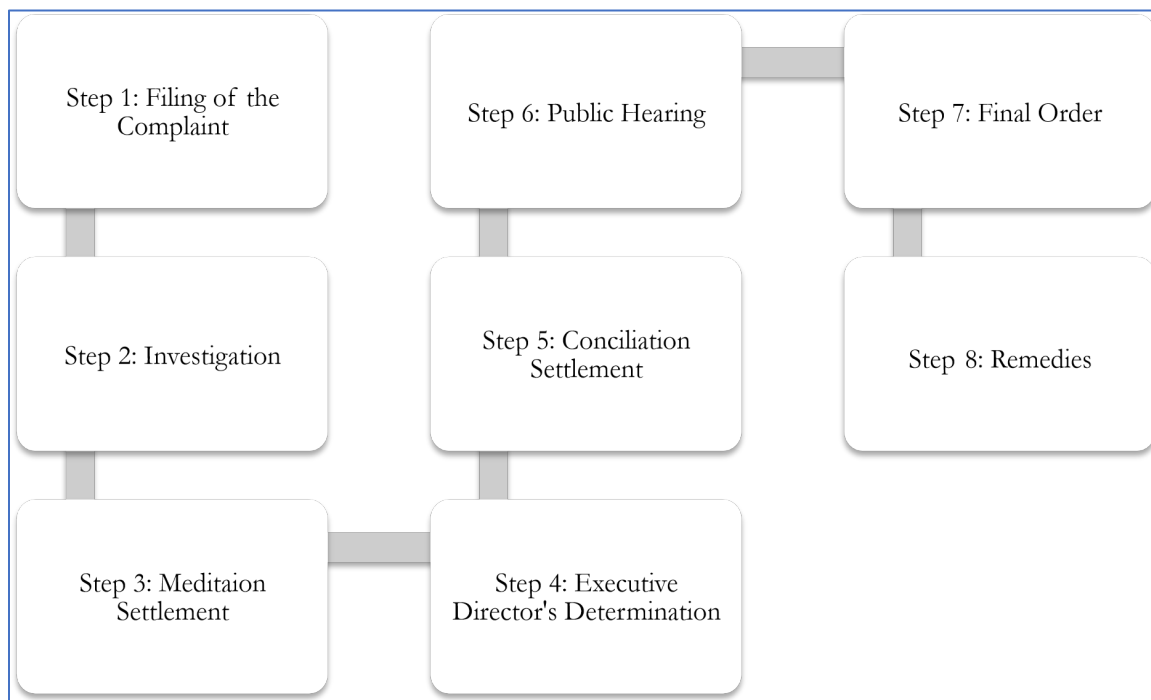 Step 1: Filing of the
Complaint
Step 2: Investigation
Step 3: Meditaion
Settlement
Step 4: Executive
Director's Determination
Step 5: Conciliation
Settlement
Step 6: Public Hearing
Step 7: Final Order
Step 8: Remedies